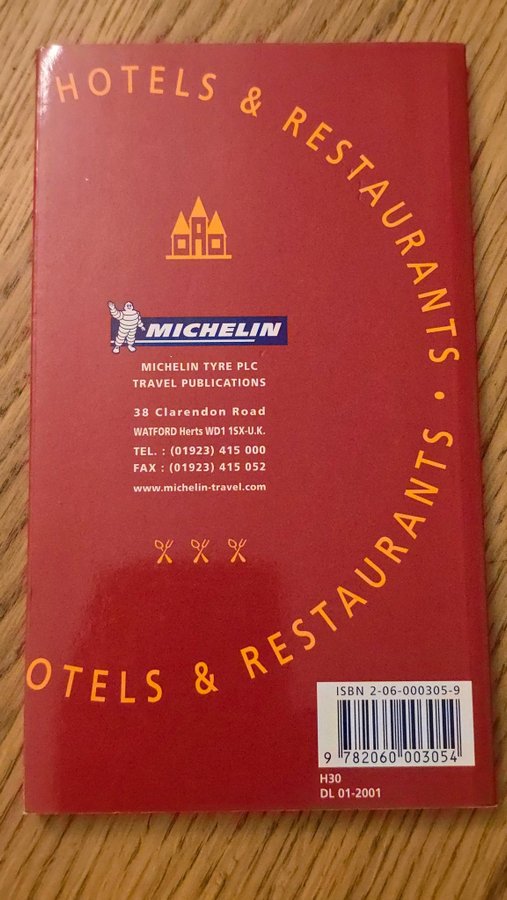 HOTELS & RESTAURANTS • HOTELS & RESTAURANTS
MICHELIN
MICHELIN TYRE PLC
TRAVEL PUBLICATIONS
38 Clarendon Road
WATFORD Herts WD1 1SX-U.K.
TEL. : (01923) 415 000
FAX : (01923) 415 052
www.michelin-travel.com
ISBN 2-06-000305-9
9 782060 003054
H30
DL 01-2001